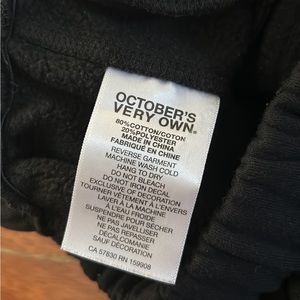 OCTOBER'S
VERY OWN®
80%COTTON/COTON
20%POLYESTER
MADE IN CHINA
FABRIQUÉ EN CHINE
REVERSE GARMENT
MACHINE WASH COLD
HANG TO DRY
DO NOT BLEACH
DO NOT IRON DECAL
EXCLUSIVE OF DECORATION
TOURNER VÊTEMENT À L'ENVERS
LAVER À LA MACHINE
À L'EAU FROIDE
SUSPENDRE POUR SÉCHER
NE PAS JAVELLISER
NE PAS REPASSER
DÉCALCOMANIE
SAUF DÉCORATION
CA 57830 RN 159908